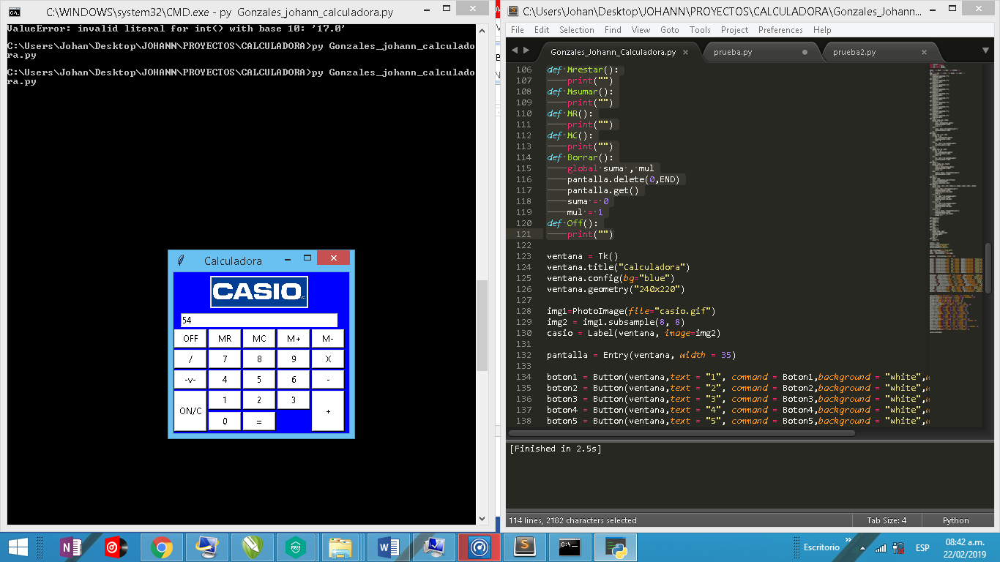 C:\WINDOWS\system32\CMD.exe - py Gonzales_johann_calculadora.py
ValueError: invalid literal for int() with base 10: '17.0'
C:\Users\Johan\Desktop\JOHANN\PROYECTOS\CALCULADORA>py Gonzales_johann_calculado
ra.py
C:\Users\Johan\Desktop\JOHANN\PROYECTOS\CALCULADORA>py Gonzales_johann_calculado
ra.py
Calculadora
CASIO
54
OFF MR MC M+ M-
/ 7 8 9 X
-v- 4 5 6 -
ON/C 1 2 3 +
0 =
C:\Users\Johan\Desktop\JOHANN\PROYECTOS\CALCULADORA\Gonzales_Johann_...
File Edit Selection Find View Goto Tools Project Preferences Help
Gonzales_Johann_Calculadora.py prueba.py prueba2.py
106 def Mrestar():
107 print("")
108 def Msumar():
109 print("")
110 def MR():
111 print("")
112 def MC():
113 print("")
114 def Borrar():
115 global suma , mul
116 pantalla.delete(0,END)
117 pantalla.get()
118 suma = 0
119 mul = 1
120 def Off():
121 print("")
122
123 ventana = Tk()
124 ventana.title("Calculadora")
125 ventana.config(bg="blue")
126 ventana.geometry("240x220")
127
128 img1=PhotoImage(file="casio.gif")
129 img2 = img1.subsample(8, 8)
130 casio = Label(ventana, image=img2)
131
132 pantalla = Entry(ventana, width = 35)
133
134 boton1 = Button(ventana,text = "1", command = Boton1,background = "white",
135 boton2 = Button(ventana,text = "2", command = Boton2,background = "white",
136 boton3 = Button(ventana,text = "3", command = Boton3,background = "white",
137 boton4 = Button(ventana,text = "4", command = Boton4,background = "white",
138 boton5 = Button(ventana,text = "5", command = Boton5,background = "white",
[Finished in 2.5s]
114 lines, 2182 characters selected Tab Size: 4 Python
FREE
Escritorio ESP 08:42 a.m.
22/02/2019